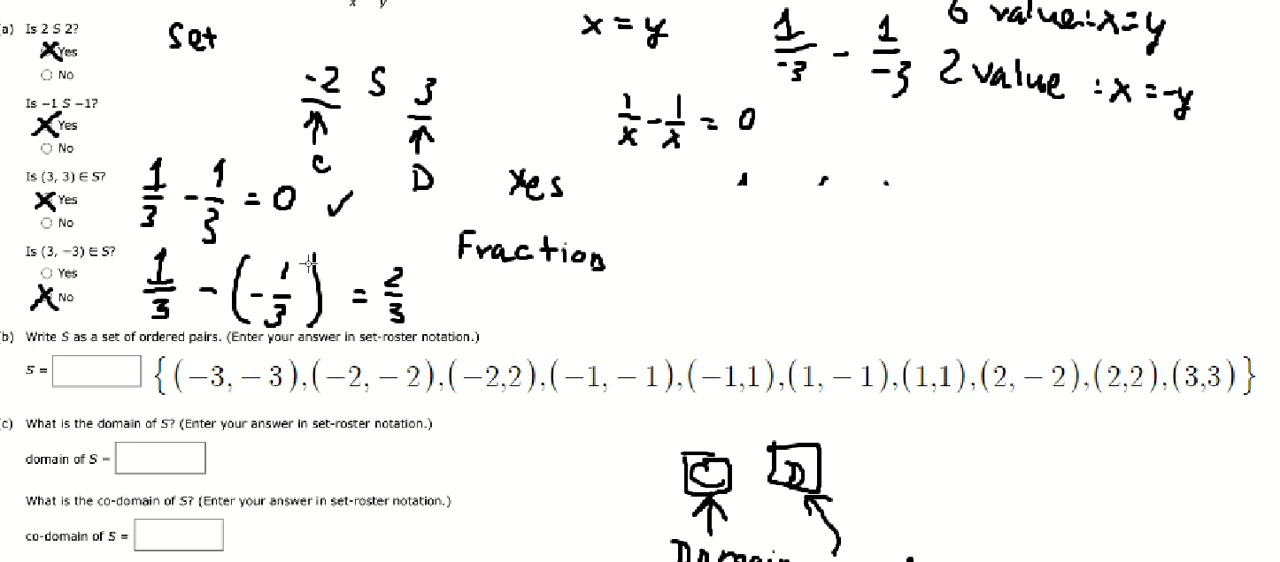 x y
(a) Is 2 S 2?
Yes
No
Is −1 S −1?
Yes
No
Is (3, 3) ∈ S?
Yes
No
Is (3, −3) ∈ S?
Yes
No
Set
-2 S 3
C D
1/3 - 1/3 = 0 ✓
Yes
1/3 - (-1/3) = 2/3
Fraction
x = y
1/x - 1/x = 0
1/-3 - 1/-3
6 value: x=y
2 value : x=-y
(b) Write S as a set of ordered pairs. (Enter your answer in set-roster notation.)
S = {(−3, −3),(−2, −2),(−2,2),(−1, −1),(−1,1),(1, −1),(1,1),(2, −2),(2,2),(3,3)}
(c) What is the domain of S? (Enter your answer in set-roster notation.)
domain of S =
What is the co-domain of S? (Enter your answer in set-roster notation.)
co-domain of S =
C D
Domain